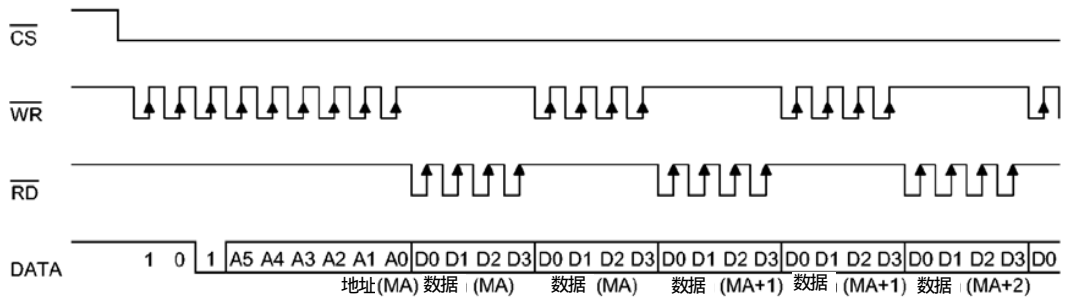 CS
WR
RD
DATA 1 0 1 A5 A4 A3 A2 A1 A0 D0 D1 D2 D3 D0 D1 D2 D3 D0 D1 D2 D3 D0 D1 D2 D3 D0 D1 D2 D3 D0
地址(MA) 数据 (MA) 数据 (MA) 数据 (MA+1) 数据 (MA+1) 数据 (MA+2)